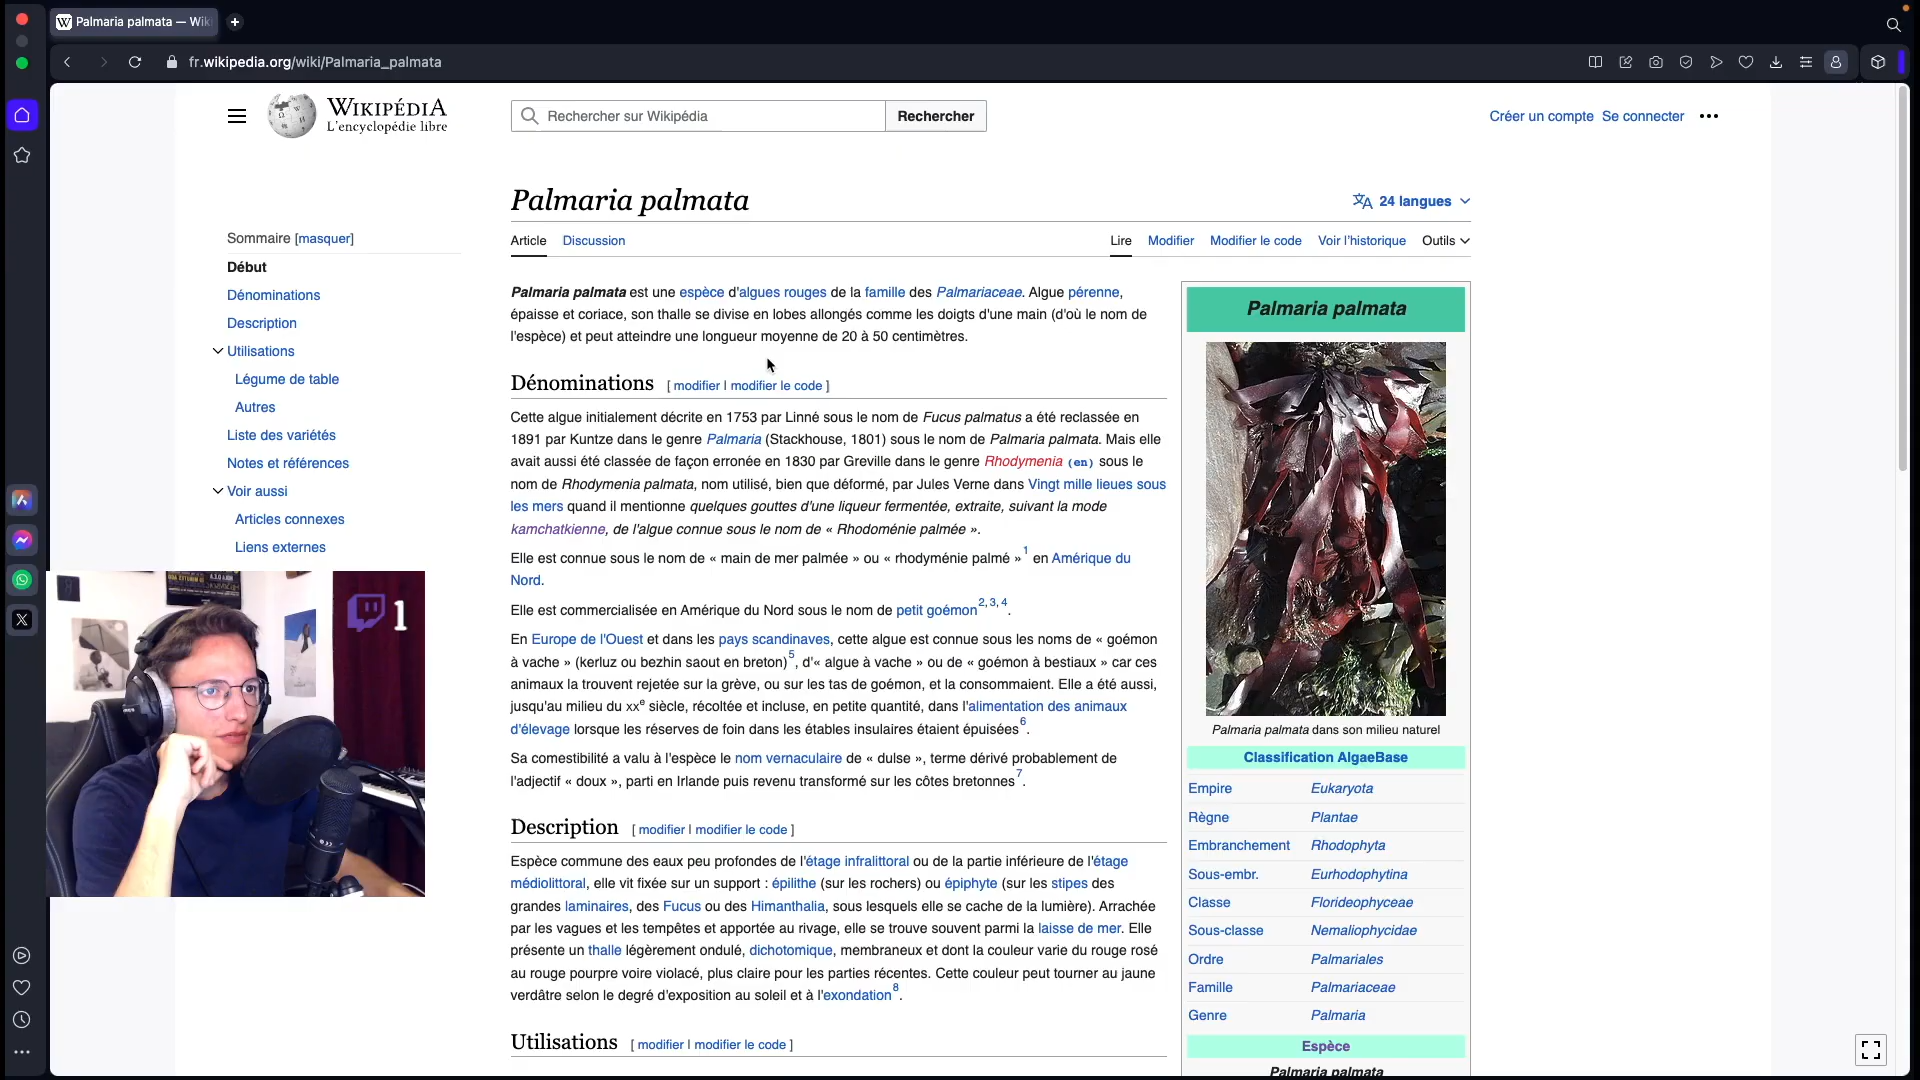 Palmaria palmata — Wik
fr.wikipedia.org/wiki/Palmaria_palmata
WIKIPÉDIA
L'encyclopédie libre
Rechercher sur Wikipédia
Rechercher
Créer un compte Se connecter
Palmaria palmata
24 langues
Article Discussion
Lire Modifier Modifier le code Voir l'historique Outils
Sommaire [masquer]
Début
Dénominations
Description
Utilisations
Légume de table
Autres
Liste des variétés
Notes et références
Voir aussi
Articles connexes
Liens externes
Palmaria palmata est une espèce d'algues rouges de la famille des Palmariaceae. Algue pérenne,
épaisse et coriace, son thalle se divise en lobes allongés comme les doigts d'une main (d'où le nom de
l'espèce) et peut atteindre une longueur moyenne de 20 à 50 centimètres.
Dénominations [ modifier | modifier le code ]
Cette algue initialement décrite en 1753 par Linné sous le nom de Fucus palmatus a été reclassée en
1891 par Kuntze dans le genre Palmaria (Stackhouse, 1801) sous le nom de Palmaria palmata. Mais elle
avait aussi été classée de façon erronée en 1830 par Greville dans le genre Rhodymenia (en) sous le
nom de Rhodymenia palmata, nom utilisé, bien que déformé, par Jules Verne dans Vingt mille lieues sous
les mers quand il mentionne quelques gouttes d'une liqueur fermentée, extraite, suivant la mode
kamchatkienne, de l'algue connue sous le nom de « Rhodoménie palmée ».
Elle est connue sous le nom de « main de mer palmée » ou « rhodyménie palmé »1 en Amérique du
Nord.
Elle est commercialisée en Amérique du Nord sous le nom de petit goémon2, 3, 4.
En Europe de l'Ouest et dans les pays scandinaves, cette algue est connue sous les noms de « goémon
à vache » (kerluz ou bezhin saout en breton)5, d'« algue à vache » ou de « goémon à bestiaux » car ces
animaux la trouvent rejetée sur la grève, ou sur les tas de goémon, et la consommaient. Elle a été aussi,
jusqu'au milieu du XXe siècle, récoltée et incluse, en petite quantité, dans l'alimentation des animaux
d'élevage lorsque les réserves de foin dans les étables insulaires étaient épuisées6.
Sa comestibilité a valu à l'espèce le nom vernaculaire de « dulse », terme dérivé probablement de
l'adjectif « doux », parti en Irlande puis revenu transformé sur les côtes bretonnes7.
Description [ modifier | modifier le code ]
Espèce commune des eaux peu profondes de l'étage infralittoral ou de la partie inférieure de l'étage
médiolittoral, elle vit fixée sur un support : épilithe (sur les rochers) ou épiphyte (sur les stipes des
grandes laminaires, des Fucus ou des Himanthalia, sous lesquels elle se cache de la lumière). Arrachée
par les vagues et les tempêtes et apportée au rivage, elle se trouve souvent parmi la laisse de mer. Elle
présente un thalle légèrement ondulé, dichotomique, membraneux et dont la couleur varie du rouge rosé
au rouge pourpre voire violacé, plus claire pour les parties récentes. Cette couleur peut tourner au jaune
verdâtre selon le degré d'exposition au soleil et à l'exondation8.
Utilisations [ modifier | modifier le code ]
Palmaria palmata
Palmaria palmata dans son milieu naturel
Classification AlgaeBase
Empire Eukaryota
Règne Plantae
Embranchement Rhodophyta
Sous-embr. Eurhodophytina
Classe Florideophyceae
Sous-classe Nemaliophycidae
Ordre Palmariales
Famille Palmariaceae
Genre Palmaria
Espèce
Palmaria palmata
1